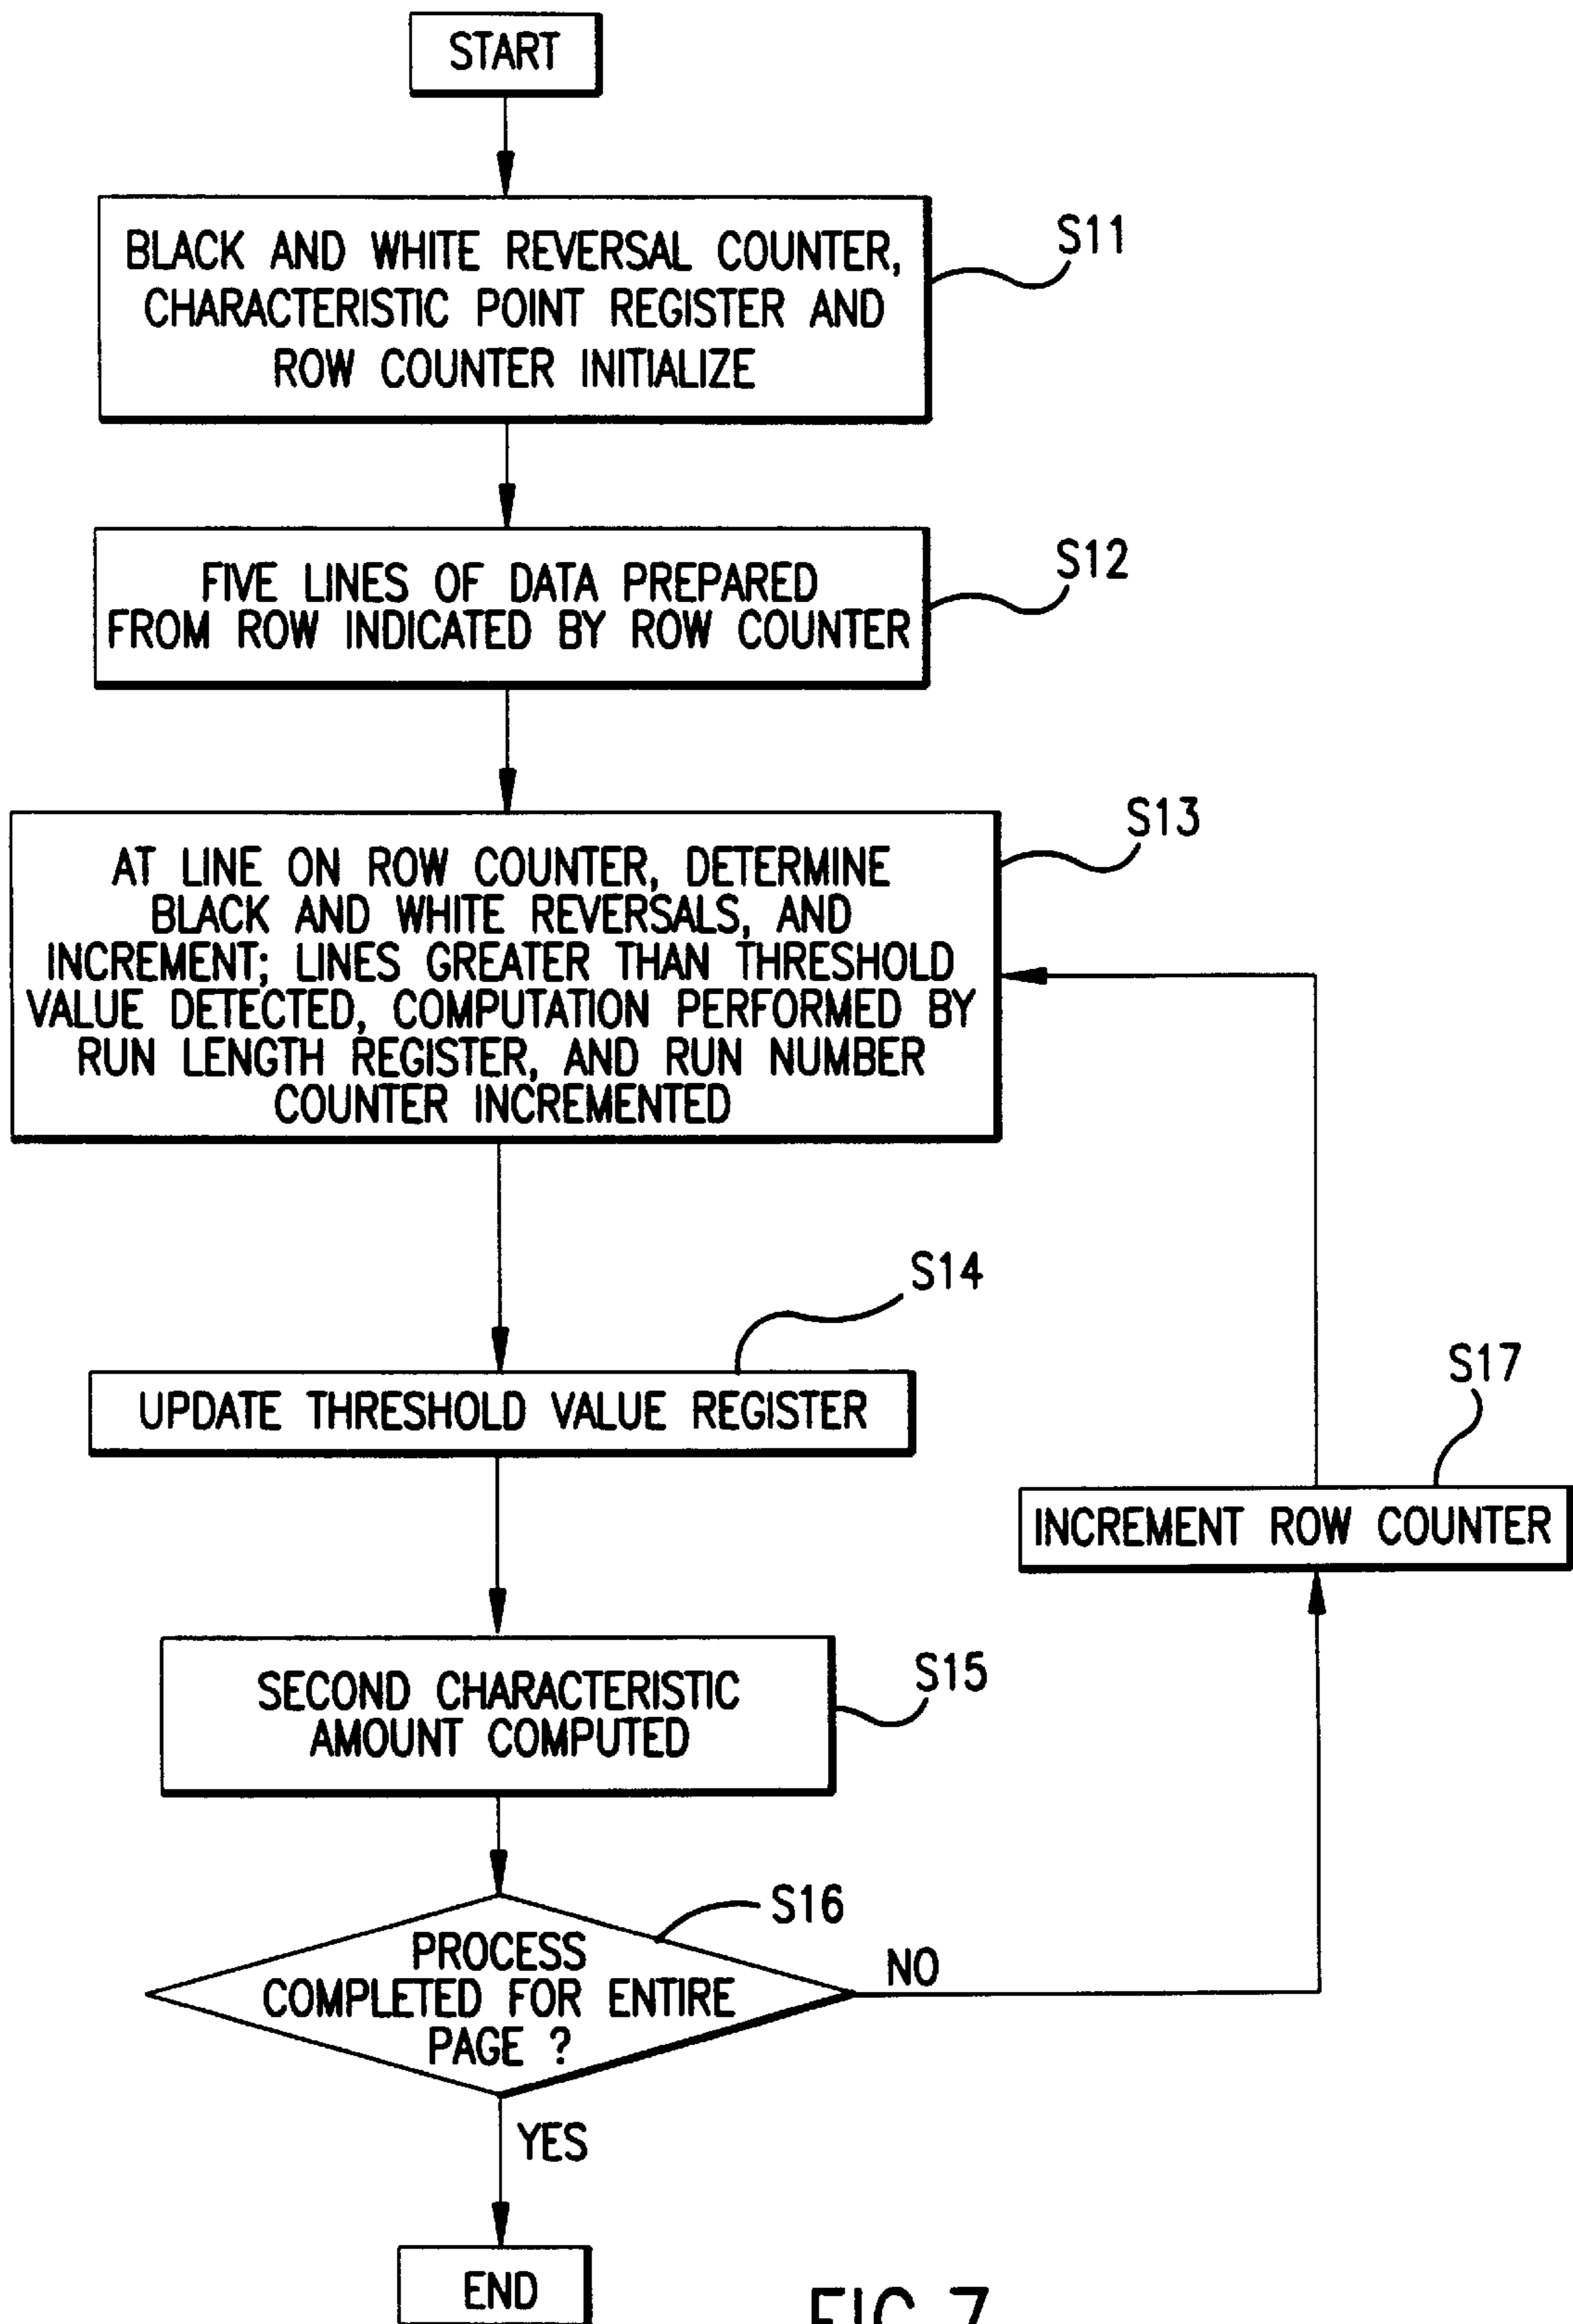 START
BLACK AND WHITE REVERSAL COUNTER,
CHARACTERISTIC POINT REGISTER AND
ROW COUNTER INITIALIZE
S11
FIVE LINES OF DATA PREPARED
FROM ROW INDICATED BY ROW COUNTER
S12
AT LINE ON ROW COUNTER, DETERMINE
BLACK AND WHITE REVERSALS, AND
INCREMENT; LINES GREATER THAN THRESHOLD
VALUE DETECTED, COMPUTATION PERFORMED BY
RUN LENGTH REGISTER, AND RUN NUMBER
COUNTER INCREMENTED
S13
S14
UPDATE THRESHOLD VALUE REGISTER
S17
INCREMENT ROW COUNTER
SECOND CHARACTERISTIC
AMOUNT COMPUTED
S15
S16
PROCESS
COMPLETED FOR ENTIRE
PAGE ?
NO
YES
END
FIG. 7